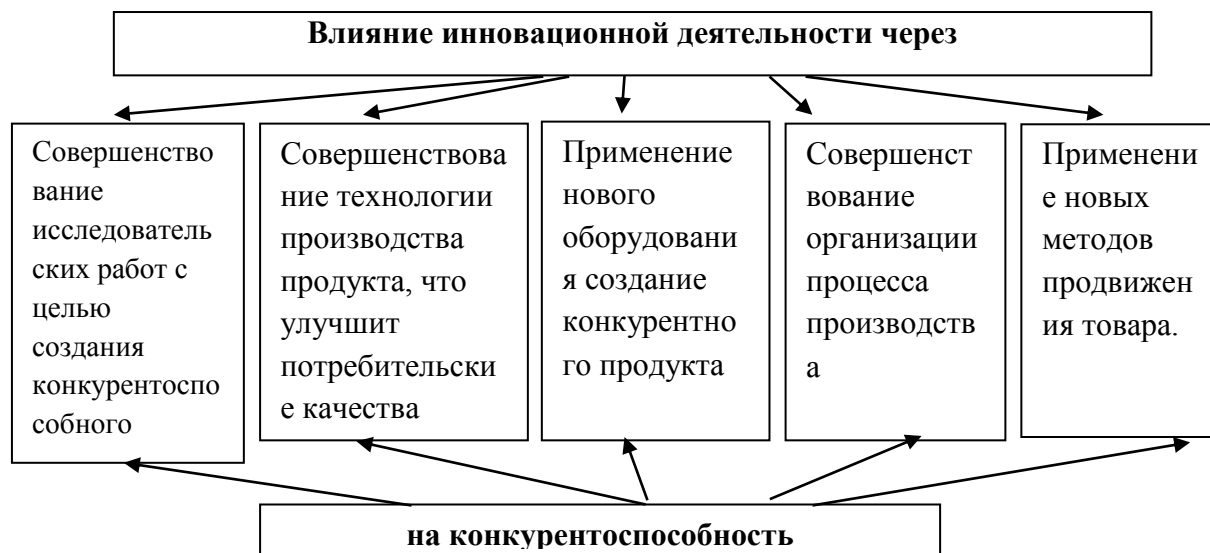 Влияние инновационной деятельности через
Совершенство
вание
исследователь
ских работ с
целью
создания
конкурентоспо
собного
Совершенствова
ние технологии
производства
продукта, что
улучшит
потребительски
е качества
Применение
нового
оборудовани
я создание
конкурентно
го продукта
Совершенст
вование
организации
процесса
производств
а
Применени
е новых
методов
продвижен
ия товара.
на конкурентоспособность